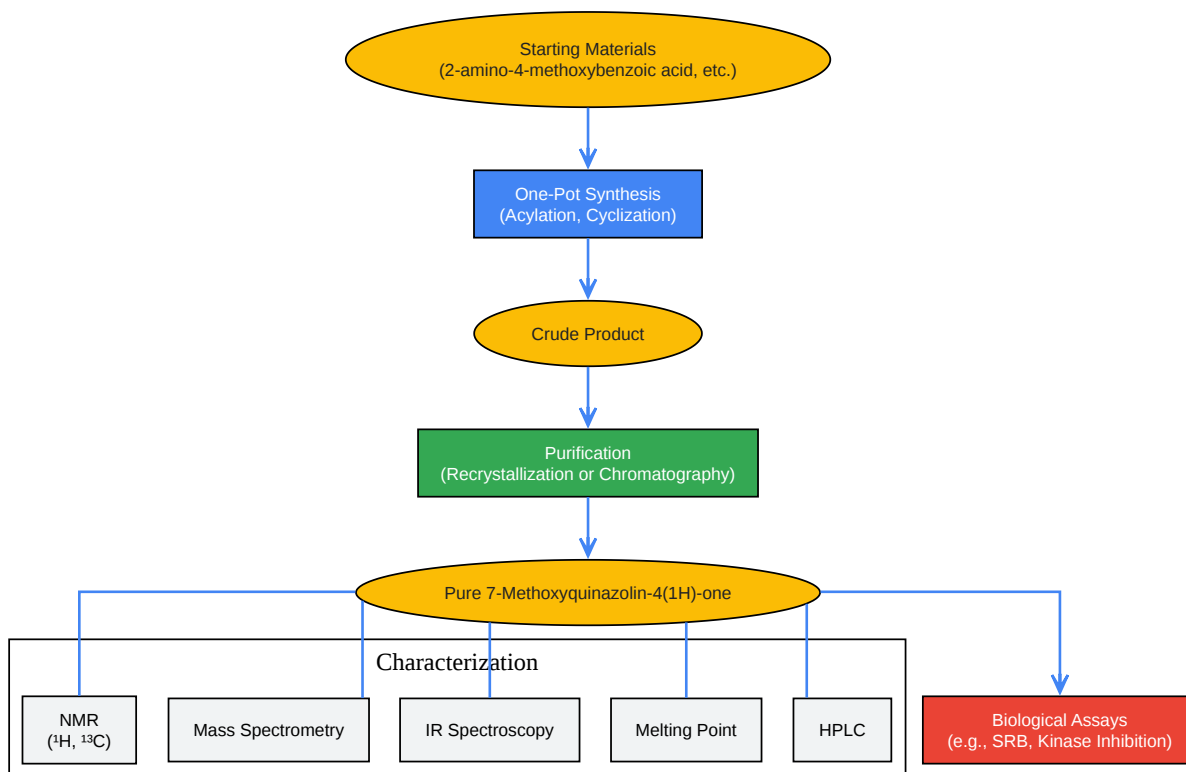 Starting Materials
(2-amino-4-methoxybenzoic acid, etc.)
One-Pot Synthesis
(Acylation, Cyclization)
Crude Product
Purification
(Recrystallization or Chromatography)
Pure 7-Methoxyquinazolin-4(1H)-one
Characterization
NMR
(¹H, ¹³C)
Mass Spectrometry
IR Spectroscopy
Melting Point
HPLC
Biological Assays
(e.g., SRB, Kinase Inhibition)